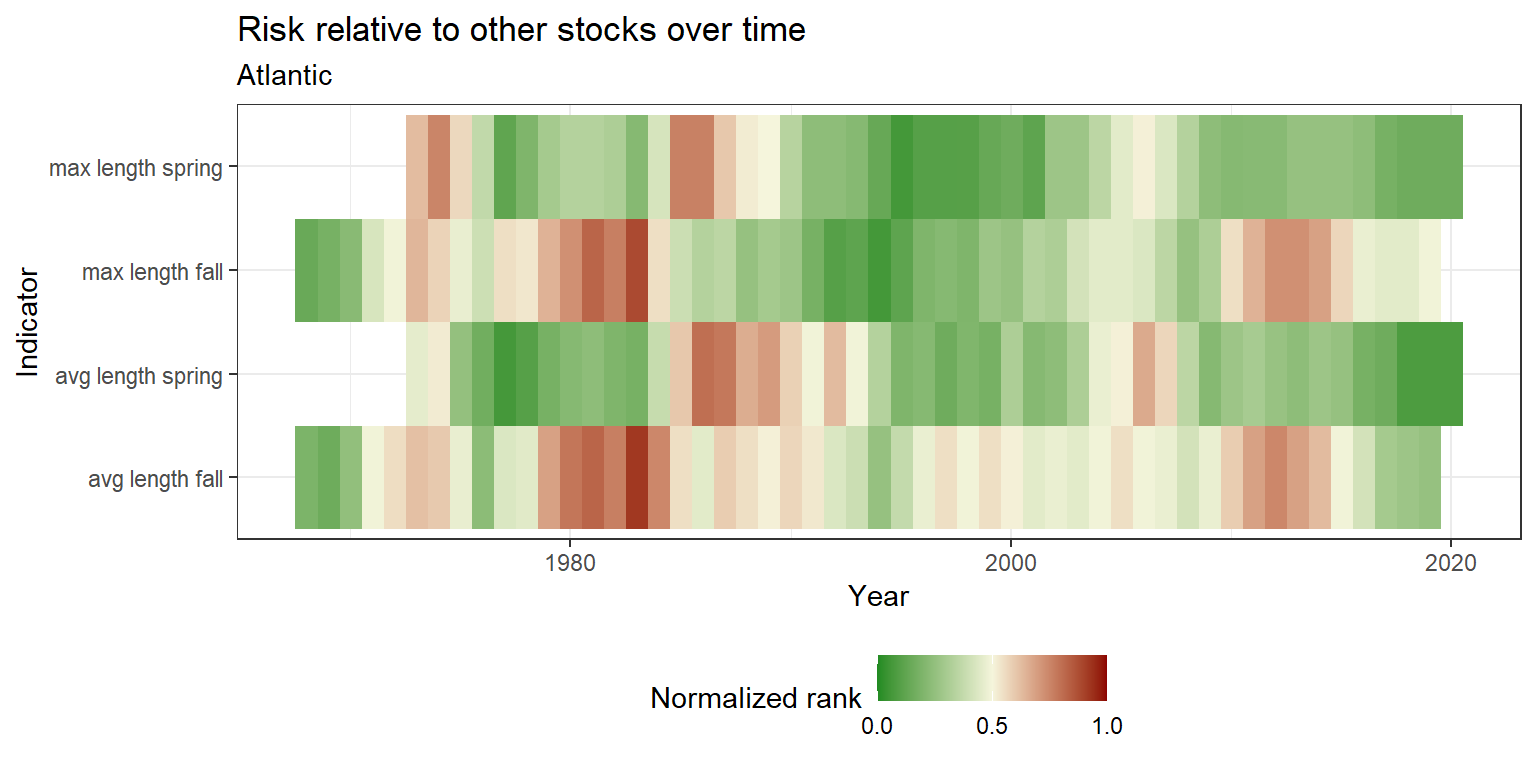 Risk relative to other stocks over time
Atlantic
Indicator
max length spring
max length fall
avg length spring
avg length fall
1980 2000 2020
Year
Normalized rank
0.0 0.5 1.0